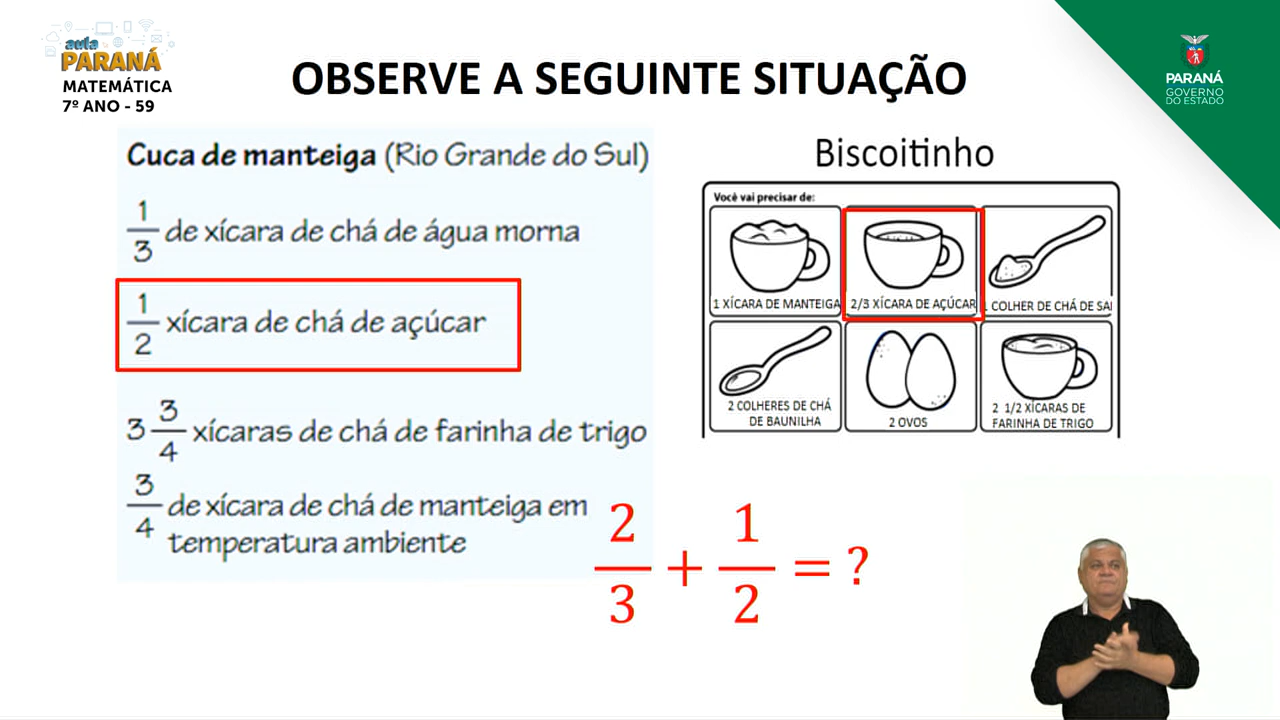 aula
PARANÁ
MATEMÁTICA
7º ANO - 59
OBSERVE A SEGUINTE SITUAÇÃO
PARANÁ
GOVERNO
DO ESTADO
Cuca de manteiga (Rio Grande do Sul)
1/3 de xícara de chá de água morna
1/2 xícara de chá de açúcar
3 3/4 xícaras de chá de farinha de trigo
3/4 de xícara de chá de manteiga em
temperatura ambiente
Biscoitinho
Você vai precisar de:
1 XÍCARA DE MANTEIGA
2/3 XÍCARA DE AÇÚCAR
1 COLHER DE CHÁ DE SAL
2 COLHERES DE CHÁ
DE BAUNILHA
2 OVOS
2 1/2 XÍCARAS DE
FARINHA DE TRIGO
2/3 + 1/2 = ?